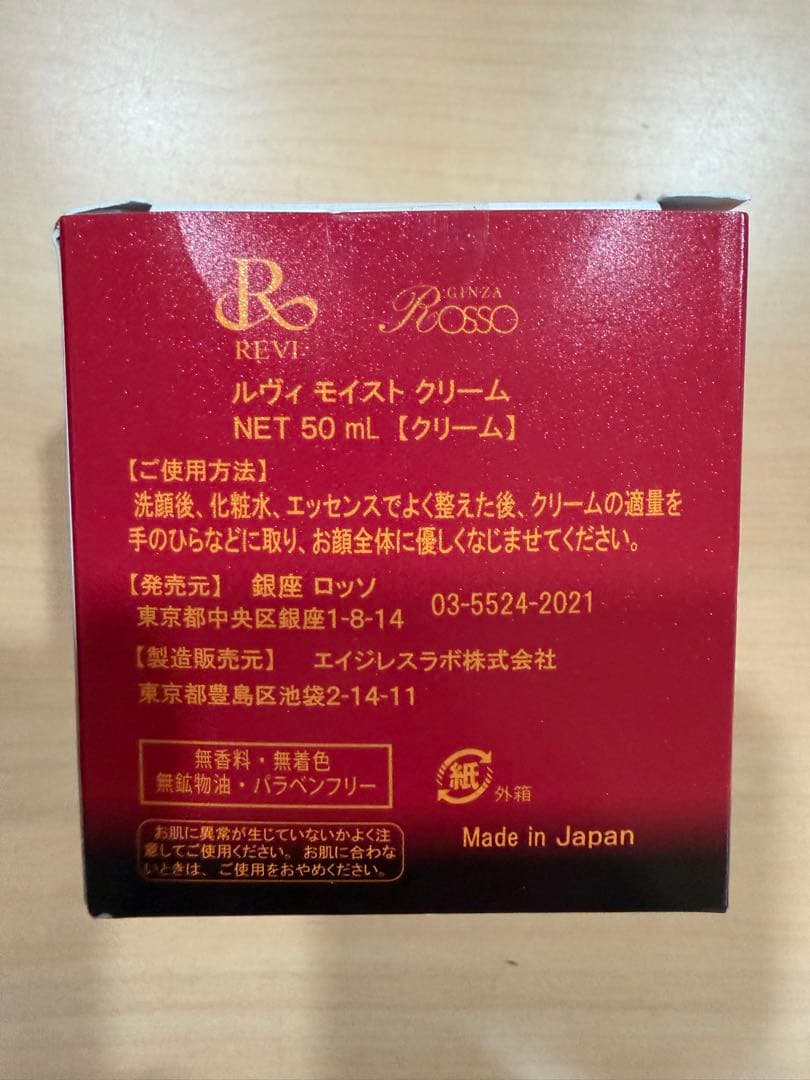 R
REVI
GINZA
ROSSO
ルヴィ モイスト クリーム
NET 50 mL【クリーム】
【ご使用方法】
洗顔後、化粧水、エッセンスでよく整えた後、クリームの適量を
手のひらなどに取り、お顔全体に優しくなじませてください。
【発売元】 銀座 ロッソ
東京都中央区銀座1-8-14 03-5524-2021
【製造販売元】 エイジレスラボ株式会社
東京都豊島区池袋2-14-11
無香料・無着色
無鉱物油・パラベンフリー
紙 外箱
お肌に異常が生じていないかよく注
意してご使用ください。お肌に合わな
いときは、ご使用をおやめください。
Made in Japan